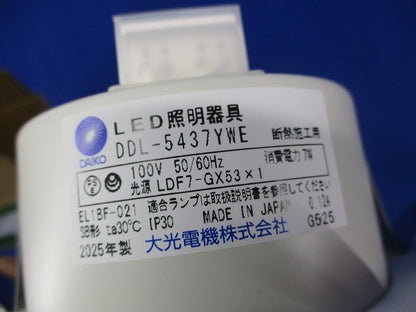 LED照明器具
DAIKO
DDL-5437YWE 断熱施工用
PS E 100V 50/60Hz 消費電力 7W
光源 LDF7-GX53×1
EL1BF-021 適合ランプは取扱説明書を参照してください
SB形 ta30℃ IP30 MADE IN JAPAN 0.12A
2025年製 大光電機株式会社 G525